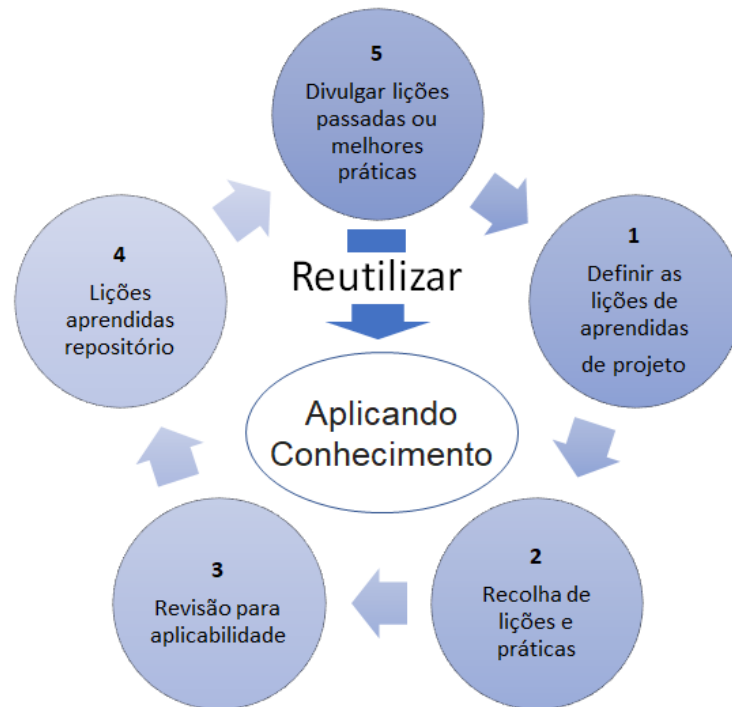 5
Divulgar lições
passadas ou
melhores
práticas
1
Definir as
lições de
aprendidas
de projeto
2
Recolha de
lições e
práticas
3
Revisão para
aplicabilidade
4
Lições
aprendidas
repositório
Reutilizar
Aplicando
Conhecimento